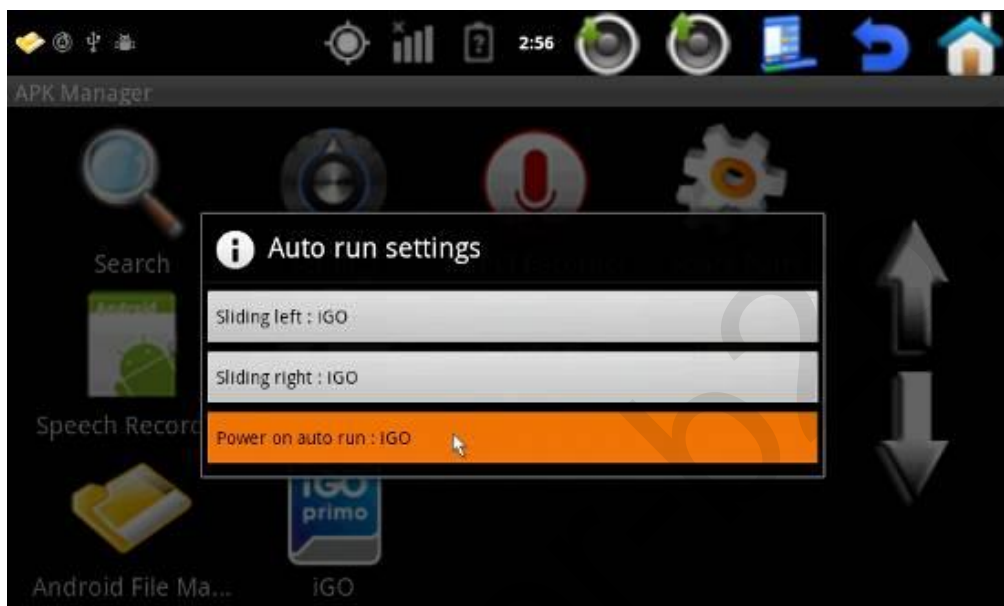 2:56
APK Manager
Auto run settings
Search
Sliding left : iGO
Sliding right : IGO
Speech Record
Power on auto run : IGO
iGO
primo
Android File Ma...
iGO